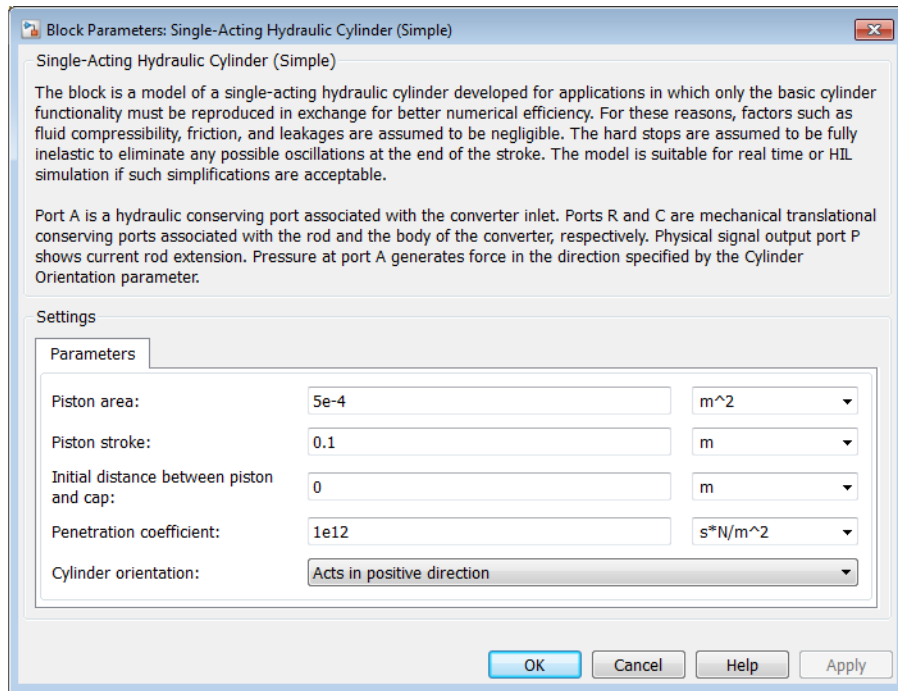 Block Parameters: Single-Acting Hydraulic Cylinder (Simple)
Single-Acting Hydraulic Cylinder (Simple)
The block is a model of a single-acting hydraulic cylinder developed for applications in which only the basic cylinder
functionality must be reproduced in exchange for better numerical efficiency. For these reasons, factors such as
fluid compressibility, friction, and leakages are assumed to be negligible. The hard stops are assumed to be fully
inelastic to eliminate any possible oscillations at the end of the stroke. The model is suitable for real time or HIL
simulation if such simplifications are acceptable.
Port A is a hydraulic conserving port associated with the converter inlet. Ports R and C are mechanical translational
conserving ports associated with the rod and the body of the converter, respectively. Physical signal output port P
shows current rod extension. Pressure at port A generates force in the direction specified by the Cylinder
Orientation parameter.
Settings
Parameters
Piston area: 5e-4 m^2
Piston stroke: 0.1 m
Initial distance between piston
and cap: 0 m
Penetration coefficient: 1e12 s*N/m^2
Cylinder orientation: Acts in positive direction
OK Cancel Help Apply